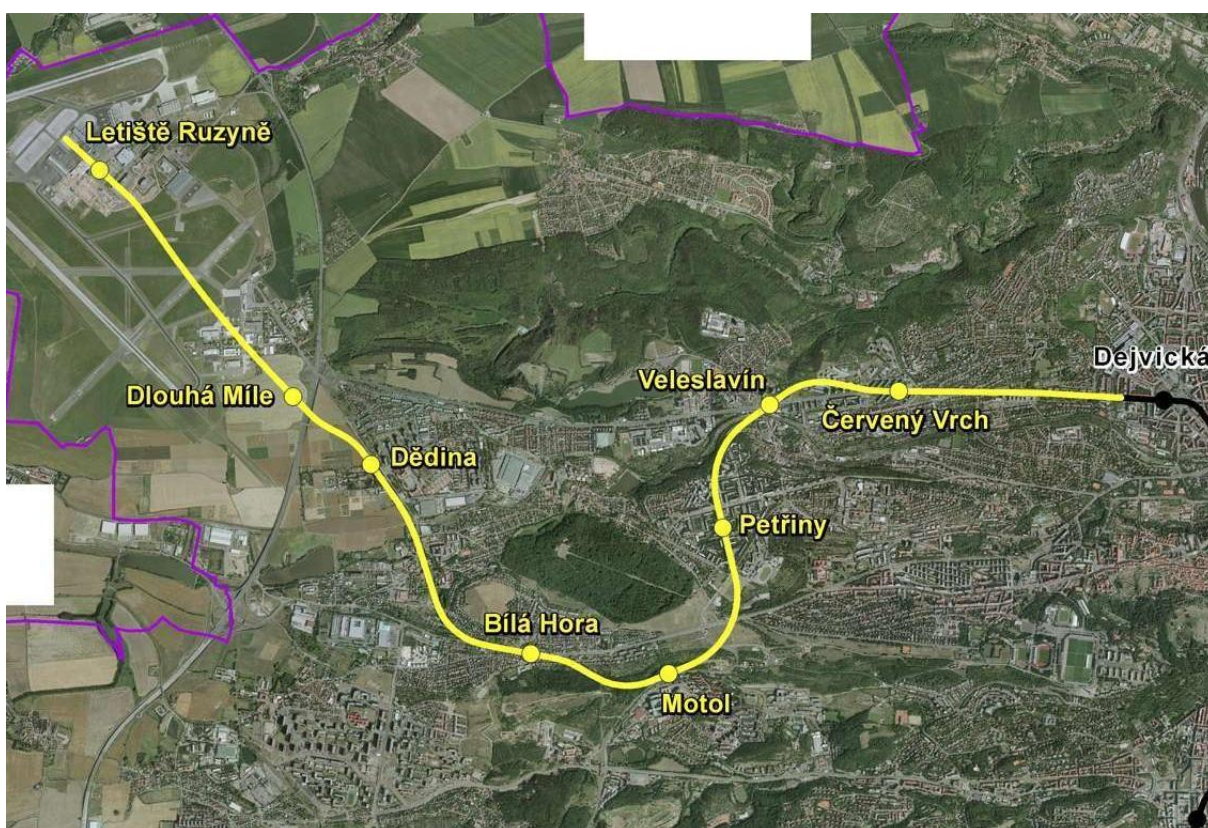 Letiště Ruzyně
Dejvická
Veleslavín
Dlouhá Míle
Červený Vrch
Dědina
Petřiny
Bílá Hora
Motol